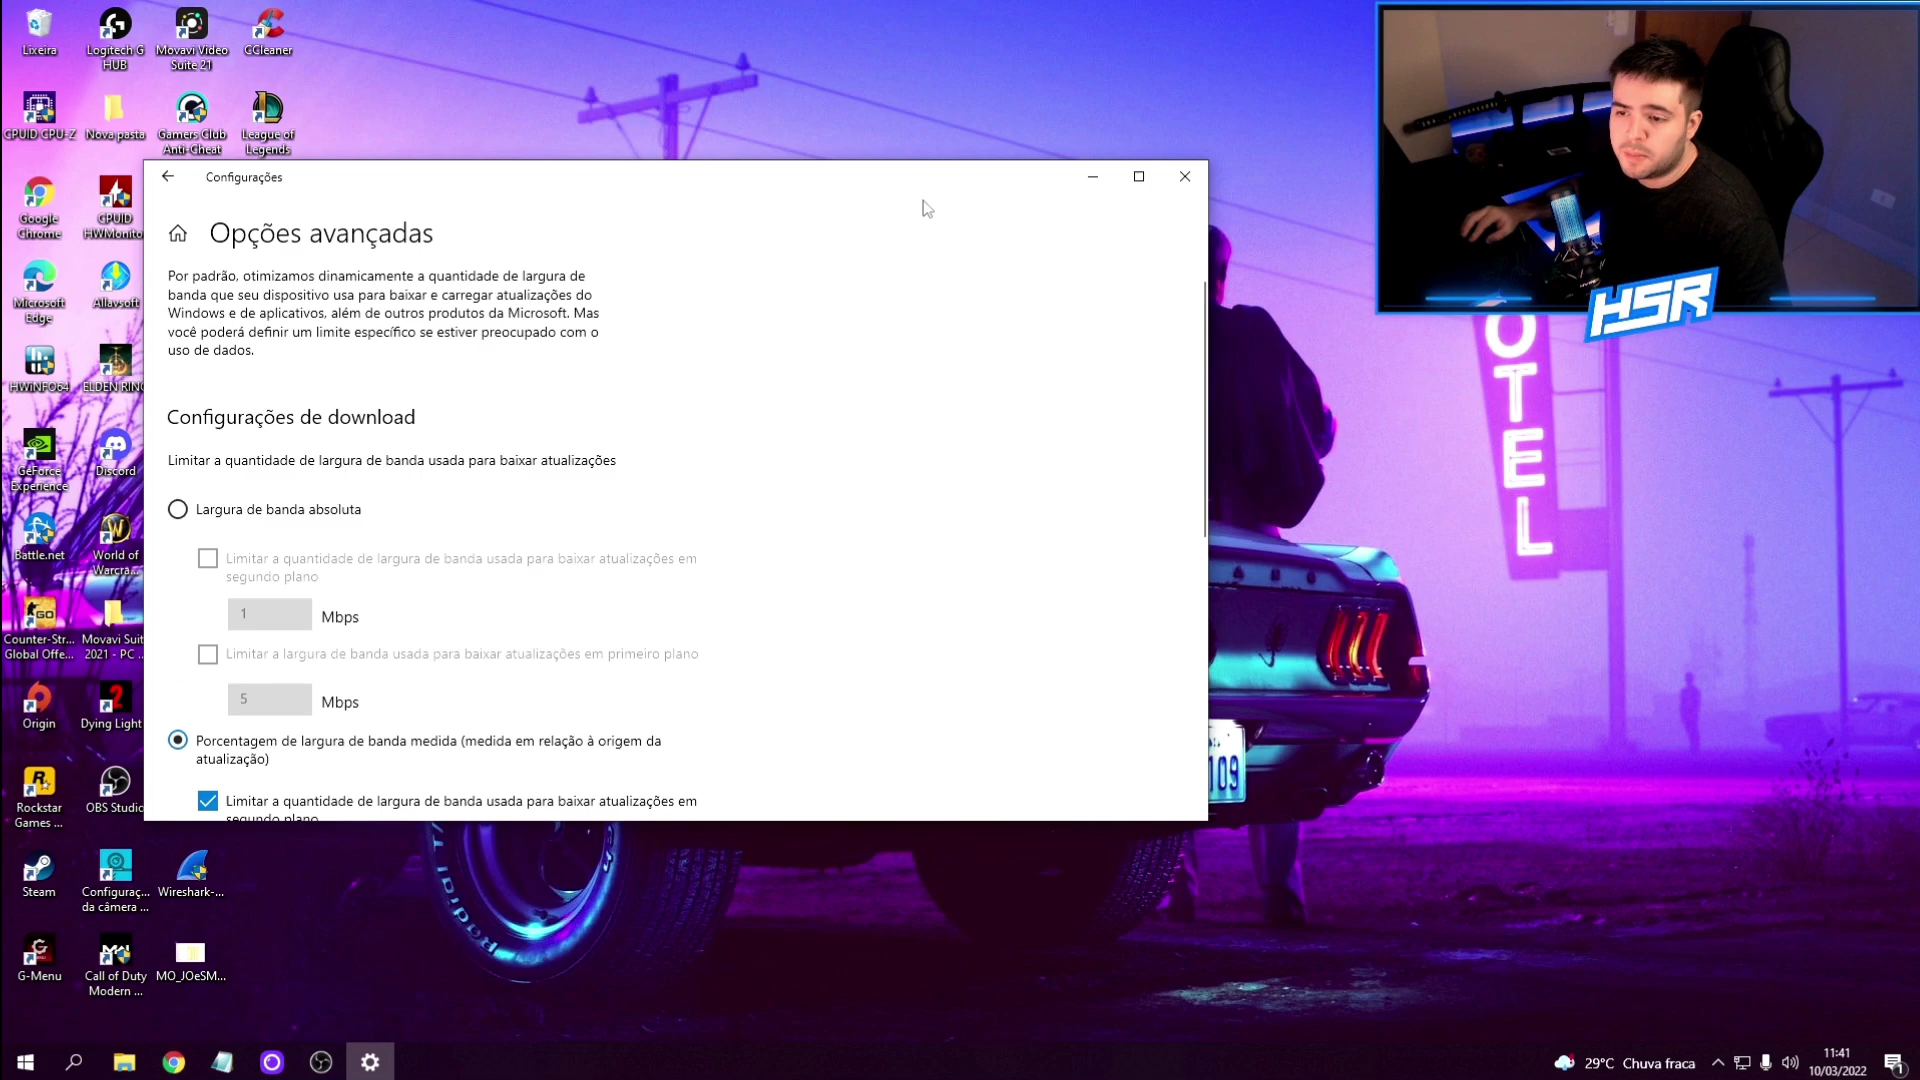 Lixeira
Logitech G
HUB
Movavi Video
Suite 21
CCleaner
CPUID CPU-Z
Nova pasta
Gamers Club
Anti-Cheat
League of
Legends
Google
Chrome
CPUID
HWMonito
Microsoft
Edge
Allavsoft
HWiNFO64
ELDEN RING
GeForce
Experience
Discord
Battle.net
World of
Warcra...
Counter-Str...
Global Offe...
Movavi Suit
2021 - PC ..
Origin
Dying Light
Rockstar
Games ...
OBS Studio
Steam
Configuraç...
da câmera ...
Wireshark-...
G-Menu
Call of Duty
Modern ...
MO_JOeSM...
Configurações
Opções avançadas
Por padrão, otimizamos dinamicamente a quantidade de largura de
banda que seu dispositivo usa para baixar e carregar atualizações do
Windows e de aplicativos, além de outros produtos da Microsoft. Mas
você poderá definir um limite específico se estiver preocupado com o
uso de dados.
Configurações de download
Limitar a quantidade de largura de banda usada para baixar atualizações
Largura de banda absoluta
Limitar a quantidade de largura de banda usada para baixar atualizações em
segundo plano
1 Mbps
Limitar a largura de banda usada para baixar atualizações em primeiro plano
5 Mbps
Porcentagem de largura de banda medida (medida em relação à origem da
atualização)
Limitar a quantidade de largura de banda usada para baixar atualizações em
segundo plano
HSR
OTEL
109
Radial
29°C Chuva fraca
11:41
10/03/2022
1